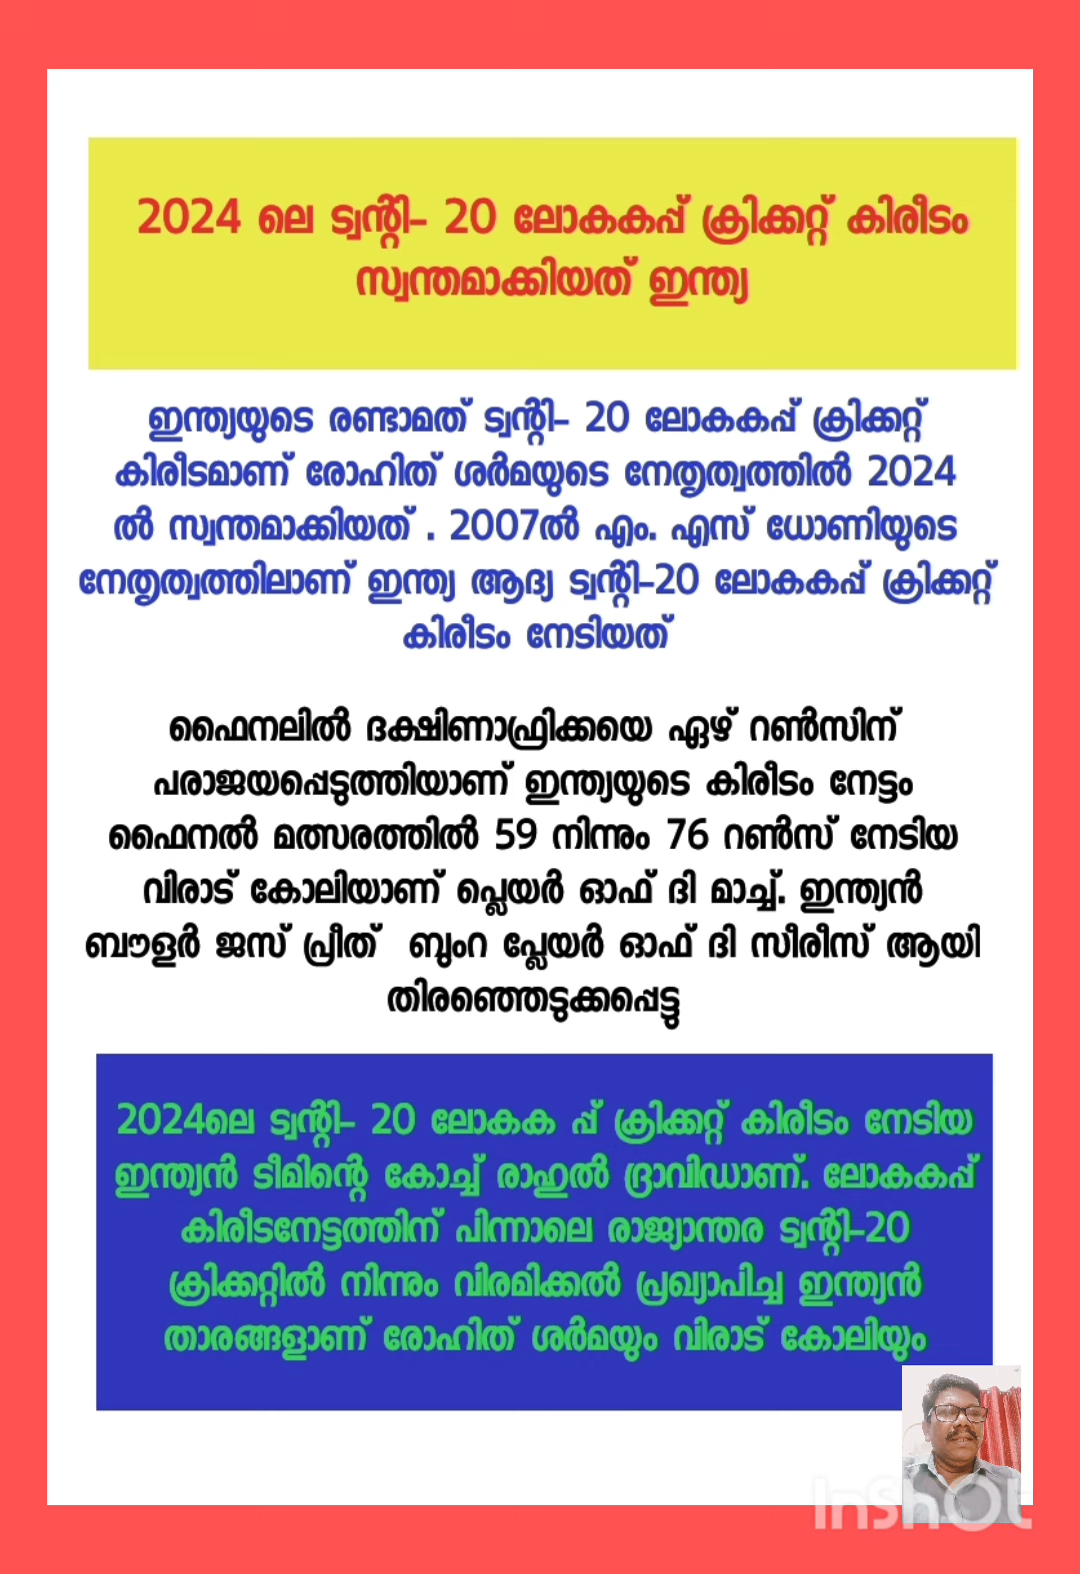 2024 ലെ ട്വന്റി- 20 ലോകകപ്പ് ക്രിക്കറ്റ് കിരീടം
സ്വന്തമാക്കിയത് ഇന്ത്യ
ഇന്ത്യയുടെ രണ്ടാമത് ട്വന്റി- 20 ലോകകപ്പ് ക്രിക്കറ്റ്
കിരീടമാണ് രോഹിത് ശർമയുടെ നേതൃത്വത്തിൽ 2024
ൽ സ്വന്തമാക്കിയത് . 2007ൽ എം. എസ് ധോണിയുടെ
നേതൃത്വത്തിലാണ് ഇന്ത്യ ആദ്യ ട്വന്റി-20 ലോകകപ്പ് ക്രിക്കറ്റ്
കിരീടം നേടിയത്
ഫൈനലിൽ ദക്ഷിണാഫ്രിക്കയെ ഏഴ് റൺസിന്
പരാജയപ്പെടുത്തിയാണ് ഇന്ത്യയുടെ കിരീടം നേട്ടം
ഫൈനൽ മത്സരത്തിൽ 59 നിന്നും 76 റൺസ് നേടിയ
വിരാട് കോലിയാണ് പ്ലെയർ ഓഫ് ദി മാച്ച്. ഇന്ത്യൻ
ബൗളർ ജസ് പ്രീത് ബുംറ പ്ലേയർ ഓഫ് ദി സീരീസ് ആയി
തിരഞ്ഞെടുക്കപ്പെട്ടു
2024ലെ ട്വന്റി- 20 ലോകക പ്പ് ക്രിക്കറ്റ് കിരീടം നേടിയ
ഇന്ത്യൻ ടീമിന്റെ കോച്ച് രാഹുൽ ദ്രാവിഡാണ്. ലോകകപ്പ്
കിരീടനേട്ടത്തിന് പിന്നാലെ രാജ്യാന്തര ട്വന്റി-20
ക്രിക്കറ്റിൽ നിന്നും വിരമിക്കൽ പ്രഖ്യാപിച്ച ഇന്ത്യൻ
താരങ്ങളാണ് രോഹിത് ശർമയും വിരാട് കോലിയും
InShOt